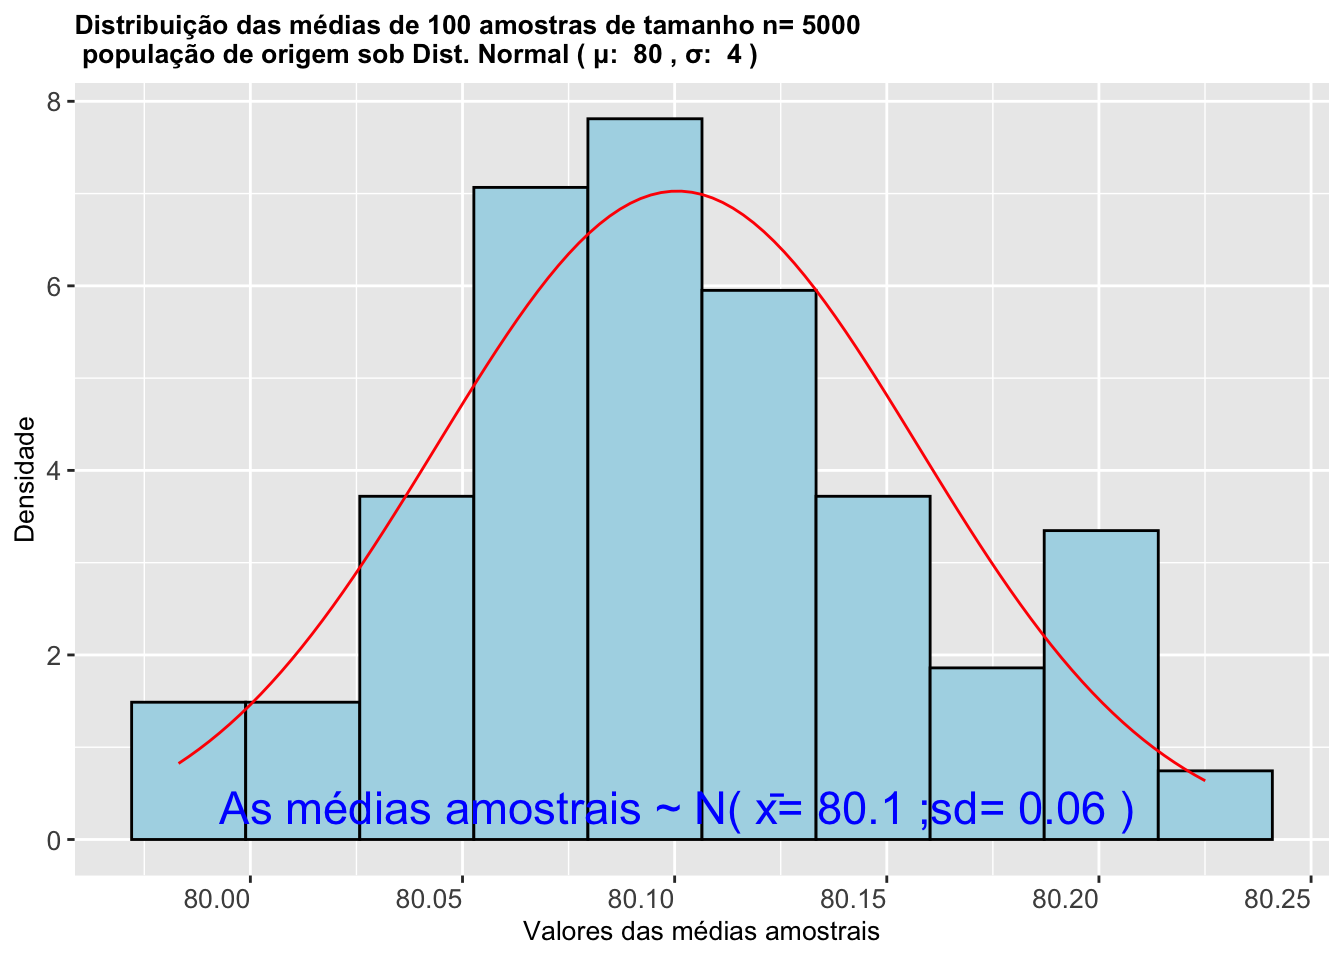 Distribuição das médias de 100 amostras de tamanho n= 5000
população de origem sob Dist. Normal ( μ: 80 , σ: 4 )
8
6
4
2
0
Densidade
As médias amostrais ~ N( x̄= 80.1 ;sd= 0.06 )
80.00 80.05 80.10 80.15 80.20 80.25
Valores das médias amostrais